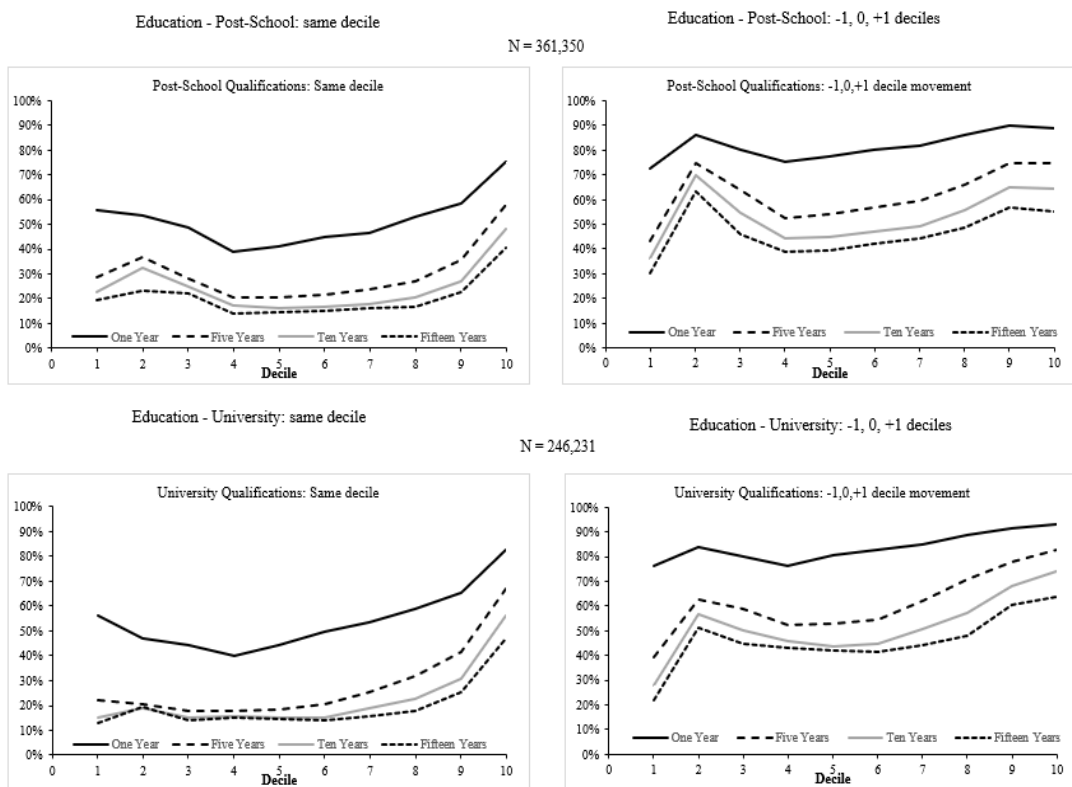 Education - Post-School: same decile
Education - Post-School: -1, 0, +1 deciles
N = 361,350
Post-School Qualifications: Same decile
100%
90%
80%
70%
60%
50%
40%
30%
20%
10%
0%
One Year Five Years Ten Years Fifteen Years
0 1 2 3 4 5 6 7 8 9 10
Decile
Post-School Qualifications: -1,0,+1 decile movement
100%
90%
80%
70%
60%
50%
40%
30%
20%
10%
0%
One Year Five Years Ten Years Fifteen Years
0 1 2 3 4 5 6 7 8 9 10
Decile
Education - University: same decile
Education - University: -1, 0, +1 deciles
N = 246,231
University Qualifications: Same decile
100%
90%
80%
70%
60%
50%
40%
30%
20%
10%
0%
One Year Five Years Ten Years Fifteen Years
0 1 2 3 4 5 6 7 8 9 10
Decile
University Qualifications: -1,0,+1 decile movement
100%
90%
80%
70%
60%
50%
40%
30%
20%
10%
0%
One Year Five Years Ten Years Fifteen Years
0 1 2 3 4 5 6 7 8 9 10
Decile